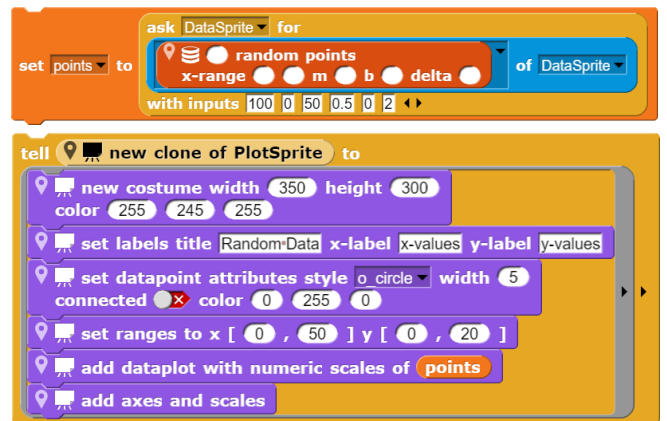 ask DataSprite for
random points
set points to
x-range m b delta
of DataSprite
with inputs 100 0 50 0.5 0 2
tell new clone of PlotSprite to
new costume width 350 height 300
color 255 245 255
set labels title Random Data x-label x-values y-label y-values
set datapoint attributes style o_circle width 5
connected color 0 255 0
set ranges to x [ 0 , 50 ] y [ 0 , 20 ]
add dataplot with numeric scales of points
add axes and scales